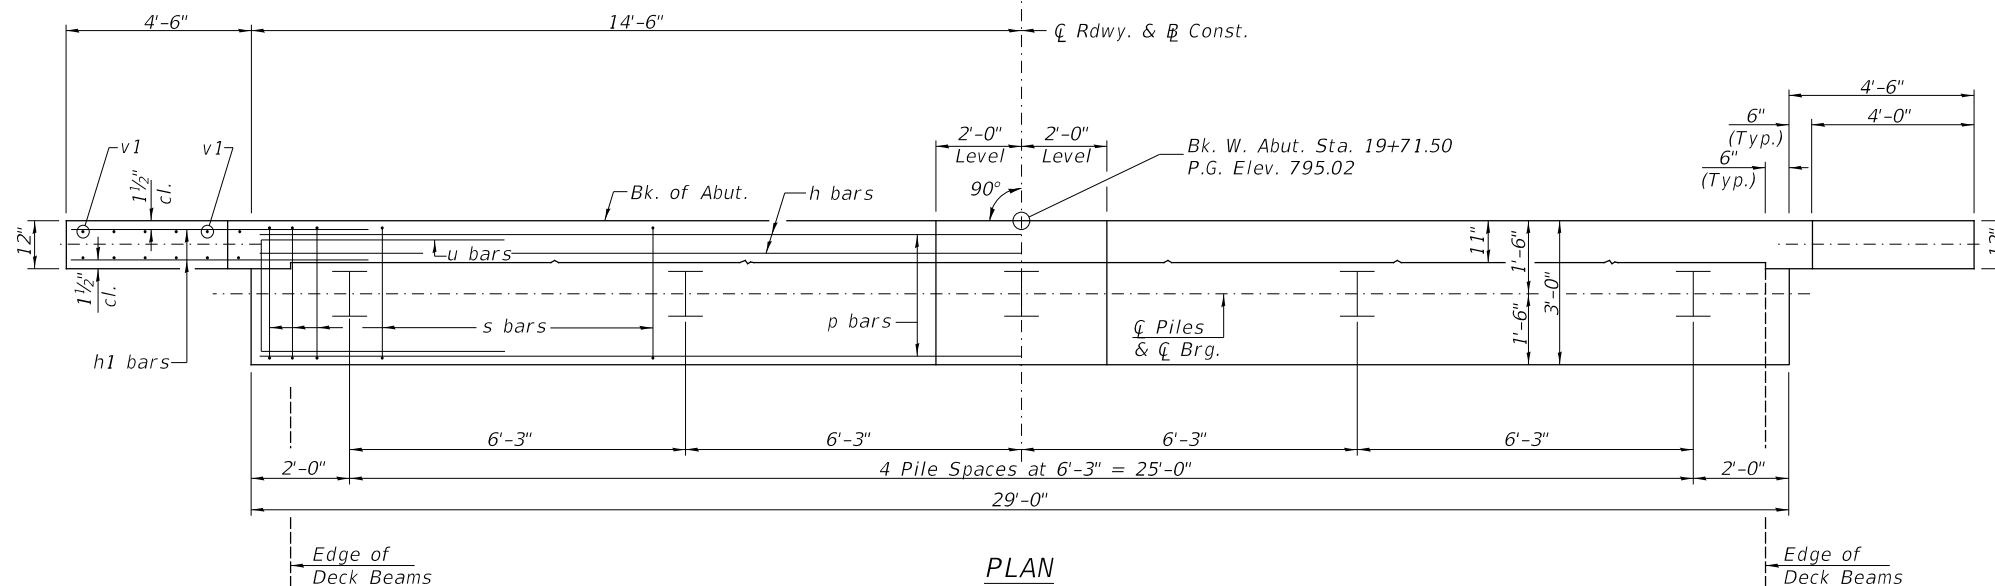 4'-6"
14'-6"
℄ Rdwy. & ⅊ Const.
4'-6"
6"
(Typ.)
4'-0"
2'-0"
Level
2'-0"
Level
Bk. W. Abut. Sta. 19+71.50
P.G. Elev. 795.02
6"
(Typ.)
v1
v1
1½"
cl.
Bk. of Abut.
h bars
90°
12"
u bars
11"
1'-6"
3'-0"
12"
1½"
cl.
s bars
p bars
℄ Piles
& ℄ Brg.
1'-6"
h1 bars
6'-3"
6'-3"
6'-3"
6'-3"
2'-0"
4 Pile Spaces at 6'-3" = 25'-0"
2'-0"
29'-0"
Edge of
Deck Beams
PLAN
Edge of
Deck Beams